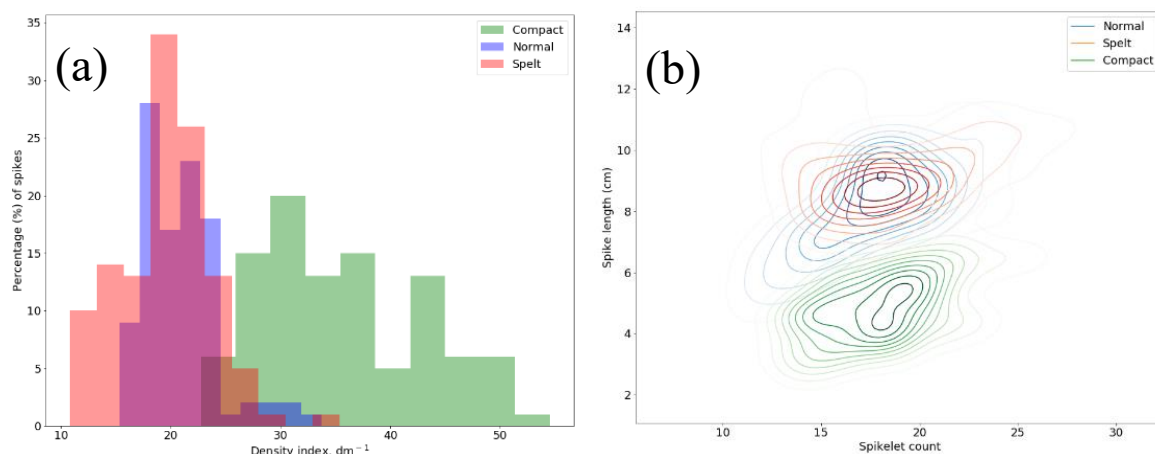 (a)
35
30
25
20
15
10
5
0
Percentage (%) of spikes
10 20 30 40 50
Density index, dm⁻¹
Compact
Normal
Spelt
(b)
14
12
10
8
6
4
2
Spike length (cm)
10 15 20 25 30
Spikelet count
Normal
Spelt
Compact